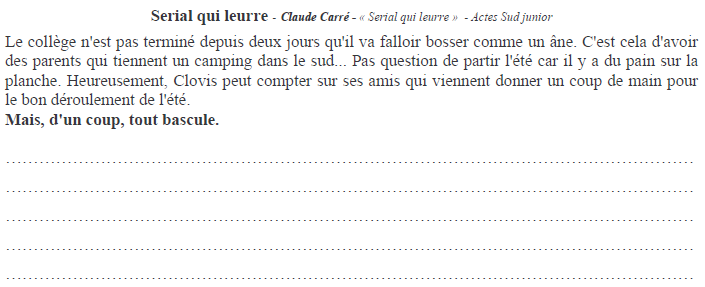 Serial qui leurre - Claude Carré - « Serial qui leurre » - Actes Sud junior
Le collège n'est pas terminé depuis deux jours qu'il va falloir bosser comme un âne. C'est cela d'avoir
des parents qui tiennent un camping dans le sud... Pas question de partir l'été car il y a du pain sur la
planche. Heureusement, Clovis peut compter sur ses amis qui viennent donner un coup de main pour
le bon déroulement de l'été.
Mais, d'un coup, tout bascule.